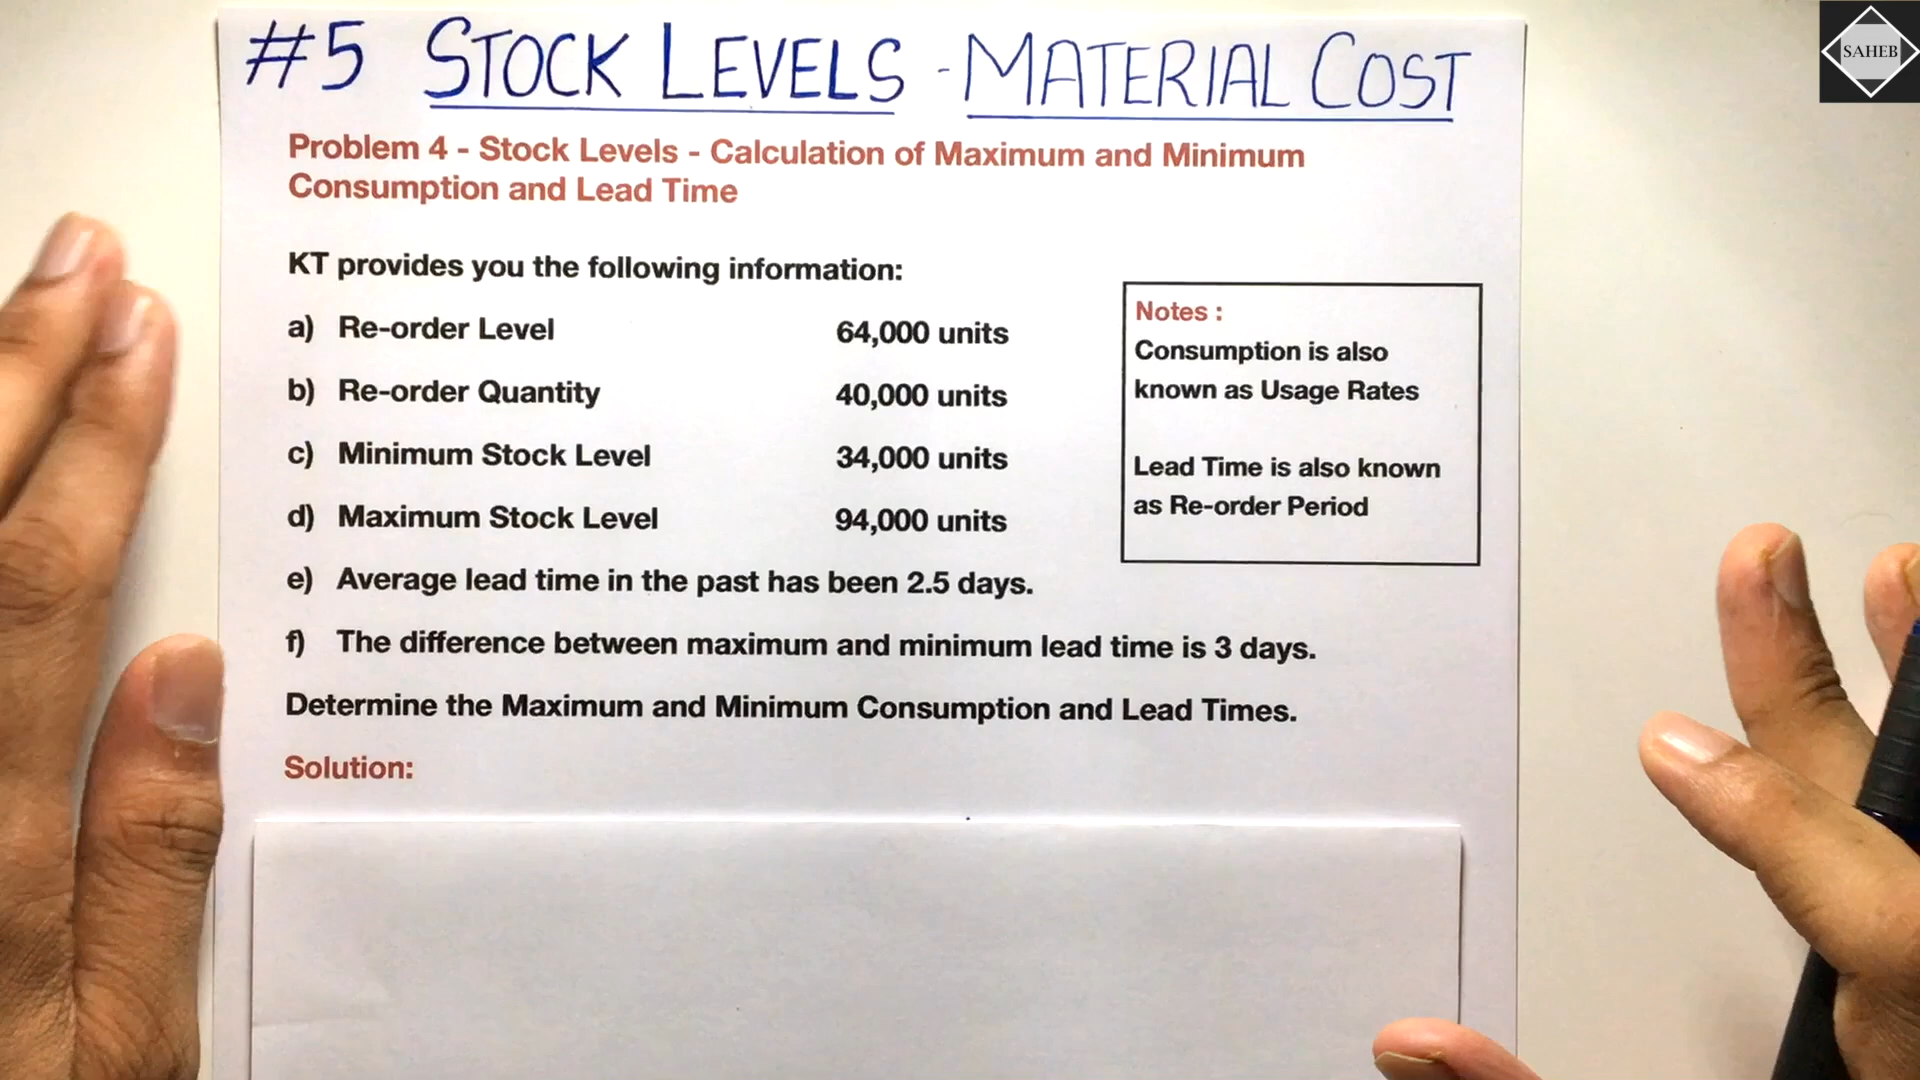 #5 STOCK LEVELS - MATERIAL COST
SAHEB
Problem 4 - Stock Levels - Calculation of Maximum and Minimum
Consumption and Lead Time
KT provides you the following information:
a) Re-order Level 64,000 units
b) Re-order Quantity 40,000 units
c) Minimum Stock Level 34,000 units
d) Maximum Stock Level 94,000 units
Notes :
Consumption is also
known as Usage Rates
Lead Time is also known
as Re-order Period
e) Average lead time in the past has been 2.5 days.
f) The difference between maximum and minimum lead time is 3 days.
Determine the Maximum and Minimum Consumption and Lead Times.
Solution: